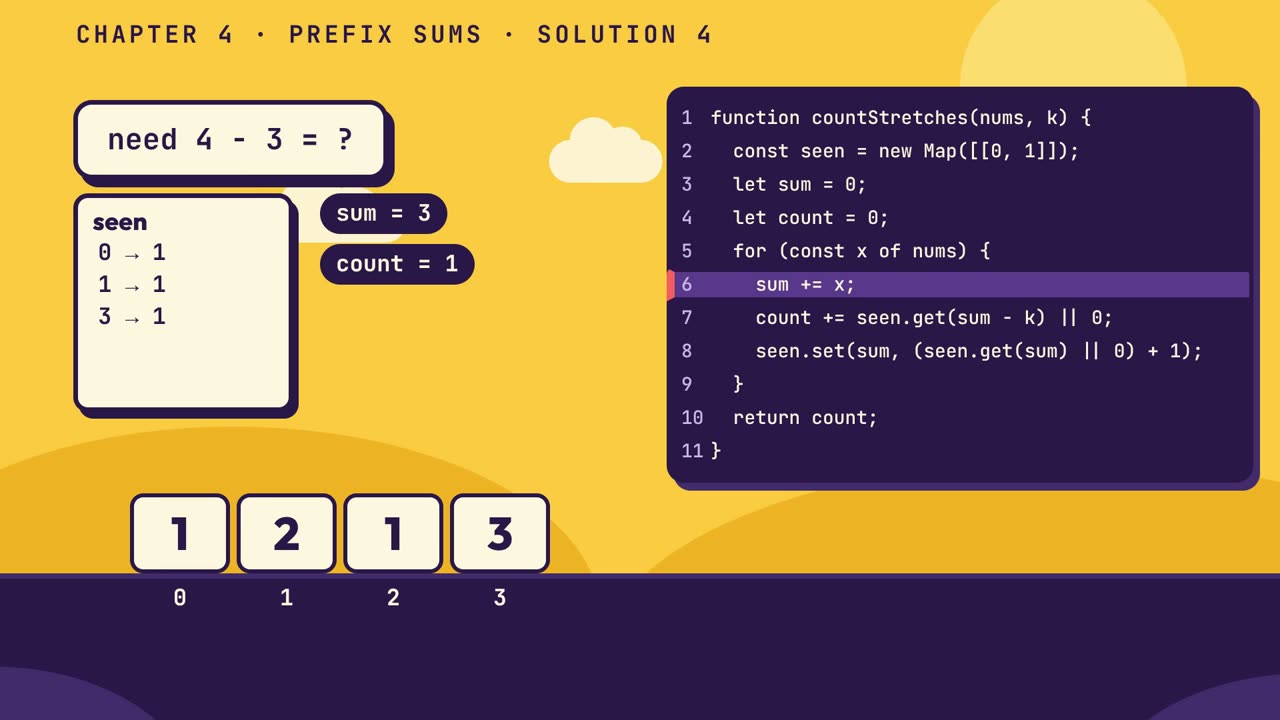 CHAPTER 4 · PREFIX SUMS · SOLUTION 4
need 4 - 3 = ?
seen
0 → 1
1 → 1
3 → 1
sum = 3
count = 1
1 function countStretches(nums, k) {
2 const seen = new Map([[0, 1]]);
3 let sum = 0;
4 let count = 0;
5 for (const x of nums) {
6 sum += x;
7 count += seen.get(sum - k) || 0;
8 seen.set(sum, (seen.get(sum) || 0) + 1);
9 }
10 return count;
11 }
1 2 1 3
0 1 2 3